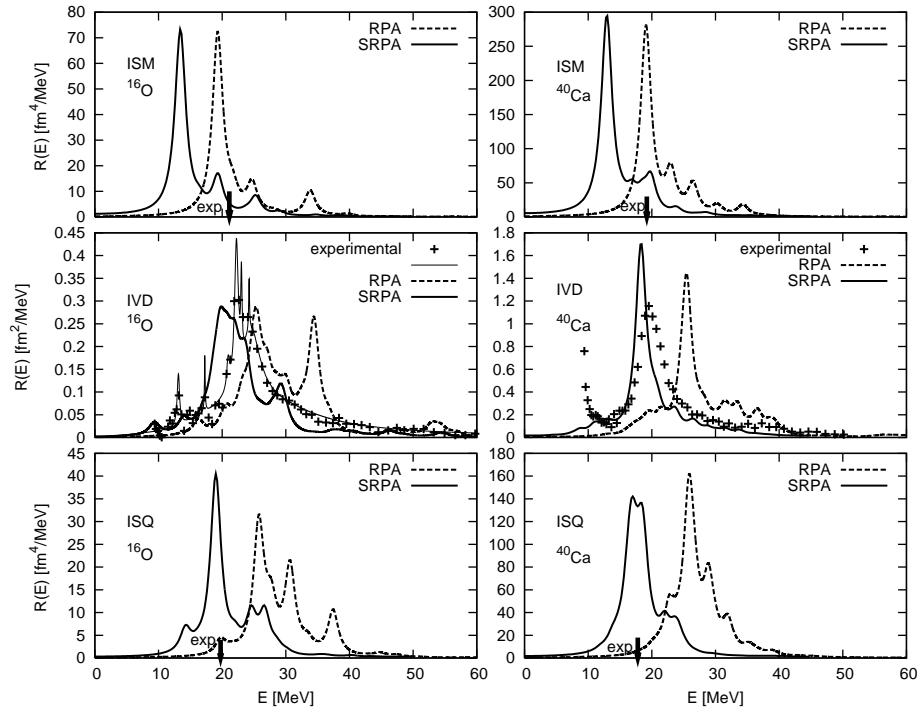 80
70
60
50
40
30
20
10
0
R(E) [fm⁴/MeV]
ISM
¹⁶O
RPA
SRPA
exp
300
250
200
150
100
50
0
R(E) [fm⁴/MeV]
ISM
⁴⁰Ca
RPA
SRPA
exp
0.45
0.4
0.35
0.3
0.25
0.2
0.15
0.1
0.05
0
R(E) [fm²/MeV]
IVD
¹⁶O
experimental
RPA
SRPA
1.8
1.6
1.4
1.2
1
0.8
0.6
0.4
0.2
0
R(E) [fm²/MeV]
IVD
⁴⁰Ca
experimental
RPA
SRPA
45
40
35
30
25
20
15
10
5
0
R(E) [fm⁴/MeV]
ISQ
¹⁶O
RPA
SRPA
exp
0 10 20 30 40 50 60
E [MeV]
180
160
140
120
100
80
60
40
20
0
R(E) [fm⁴/MeV]
ISQ
⁴⁰Ca
RPA
SRPA
exp
0 10 20 30 40 50 60
E [MeV]